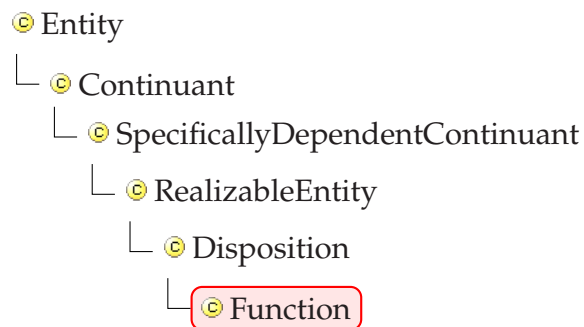 Entity
Continuant
SpecificallyDependentContinuant
RealizableEntity
Disposition
Function